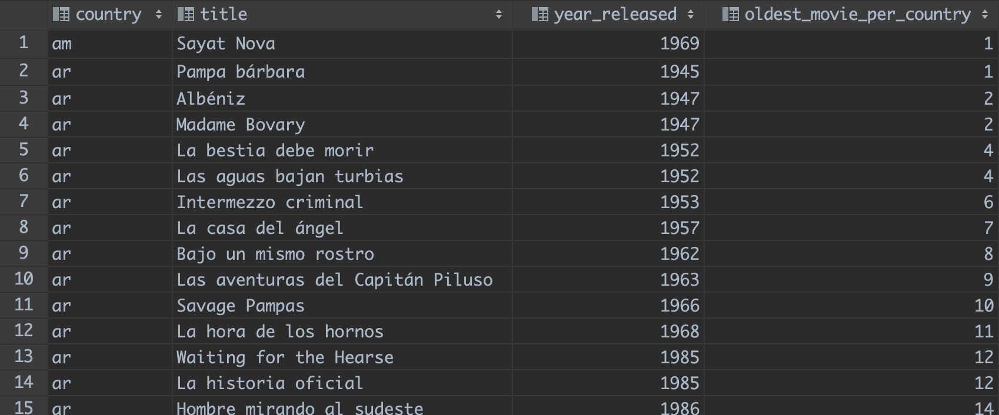 country title year_released oldest_movie_per_country
1 am Sayat Nova 1969 1
2 ar Pampa bárbara 1945 1
3 ar Albéniz 1947 2
4 ar Madame Bovary 1947 2
5 ar La bestia debe morir 1952 4
6 ar Las aguas bajan turbias 1952 4
7 ar Intermezzo criminal 1953 6
8 ar La casa del ángel 1957 7
9 ar Bajo un mismo rostro 1962 8
10 ar Las aventuras del Capitán Piluso 1963 9
11 ar Savage Pampas 1966 10
12 ar La hora de los hornos 1968 11
13 ar Waiting for the Hearse 1985 12
14 ar La historia oficial 1985 12
15 ar Hombre mirando al sudeste 1986 14